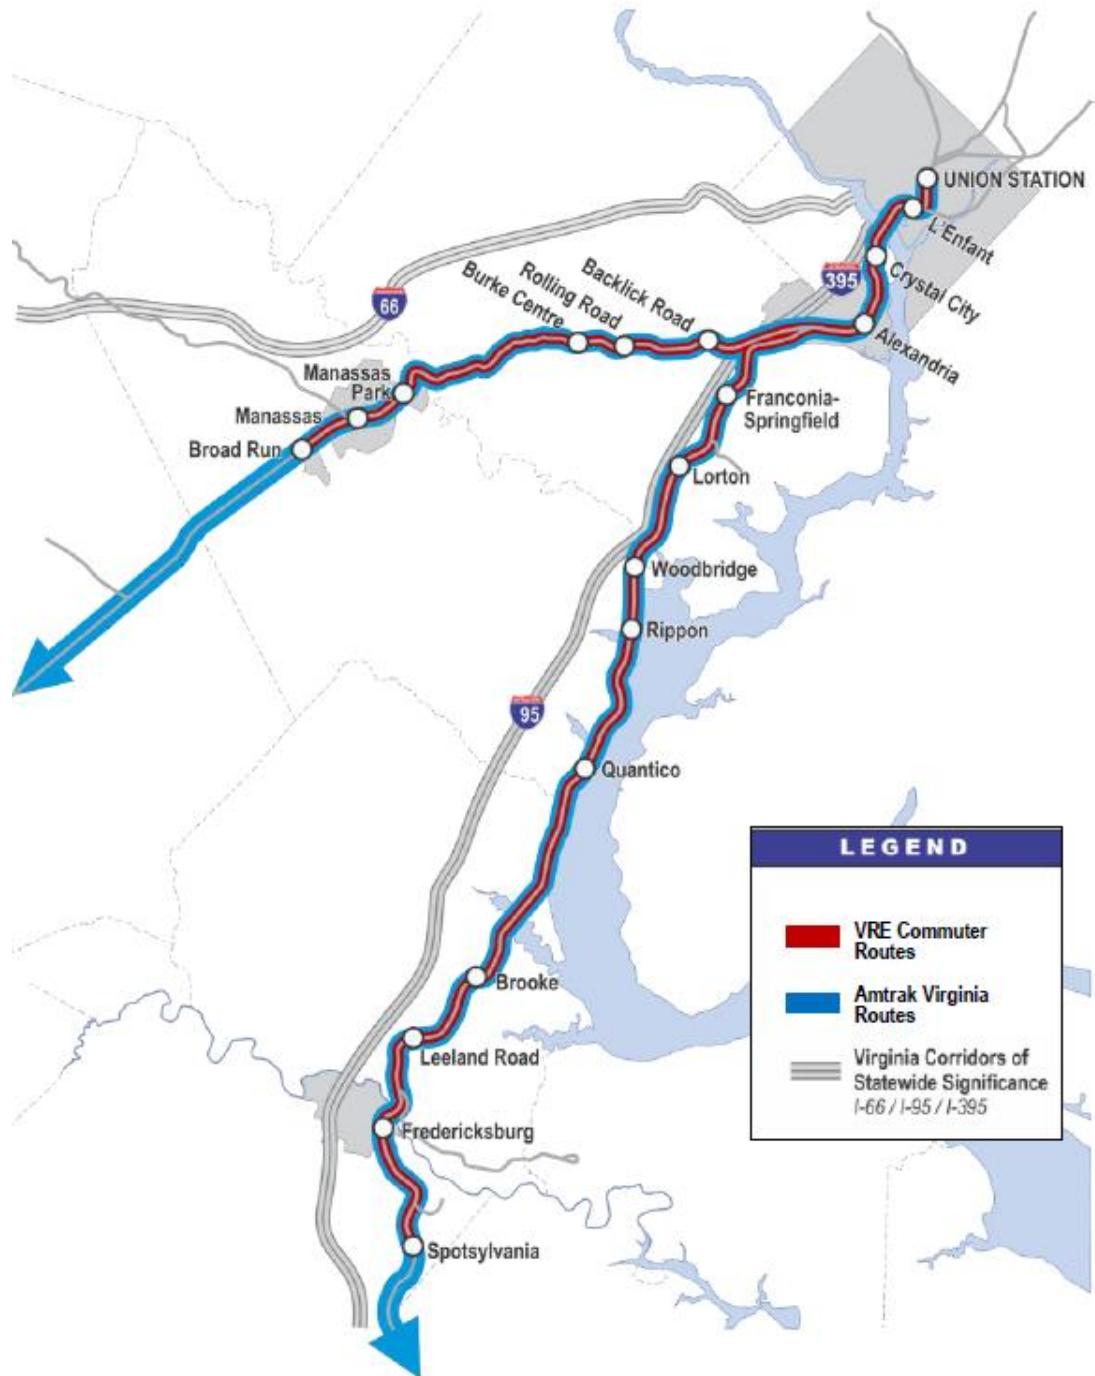 UNION STATION
L'Enfant
Crystal City
Alexandria
395
Backlick Road
Rolling Road
Burke Centre
66
Manassas
Park
Manassas
Broad Run
Franconia-
Springfield
Lorton
Woodbridge
Rippon
95
Quantico
Brooke
Leeland Road
Fredericksburg
Spotsylvania
LEGEND
VRE Commuter
Routes
Amtrak Virginia
Routes
Virginia Corridors of
Statewide Significance
I-66 / I-95 / I-395